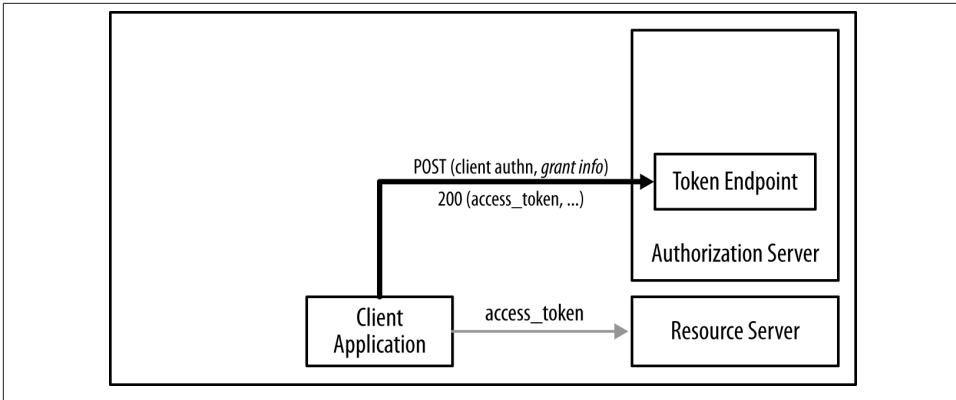 POST (client authn, grant info)
200 (access_token, ...)
Token Endpoint
Authorization Server
Client
Application
access_token
Resource Server